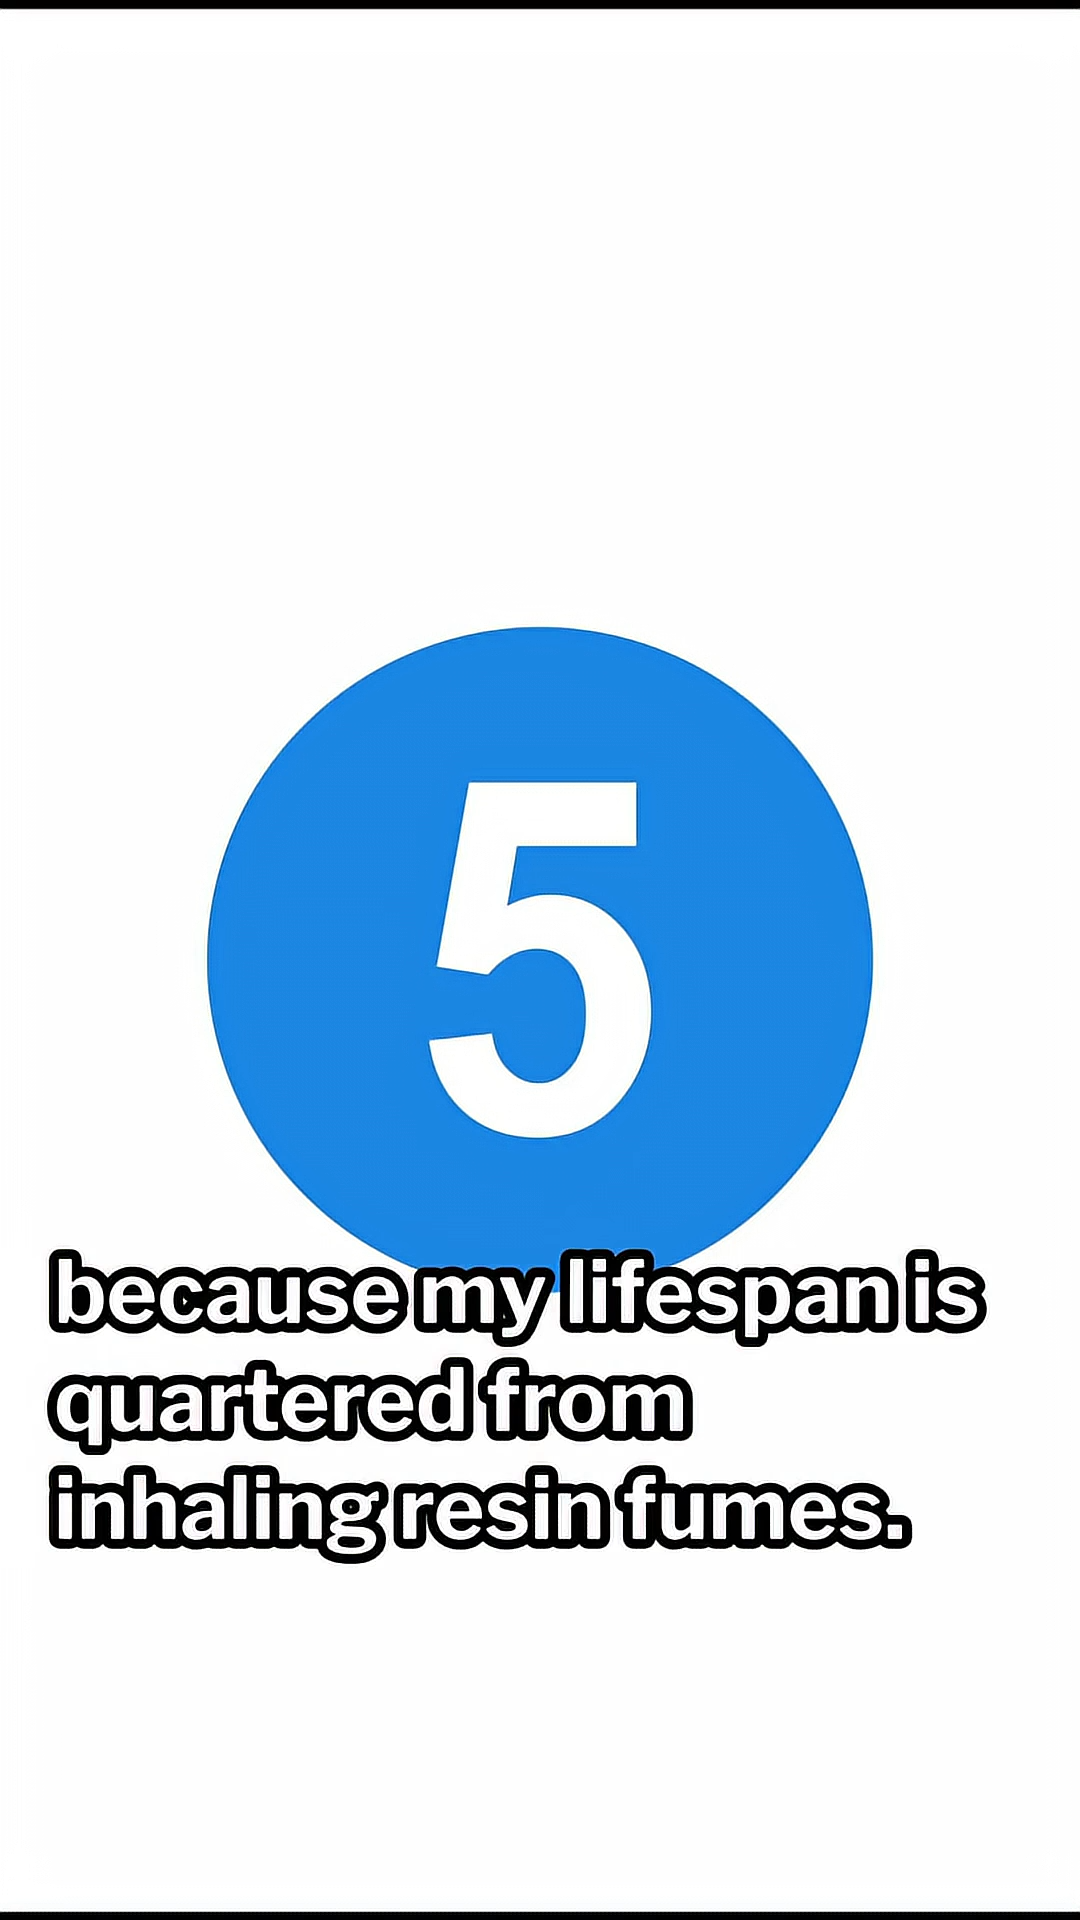 5
because my lifespan is
quartered from
inhaling resin fumes.